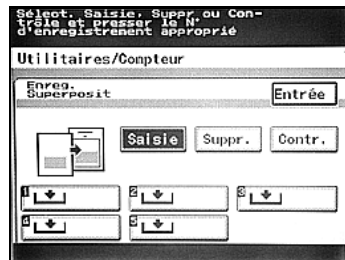 Sélect. Saisie, Suppr ou Con-
trôle et presser le N°
d'enregistrement approprié
Utilitaires/Compteur
Enreg.
Superposit
Entrée
Saisie Suppr. Contr.
1 2 3
4 5